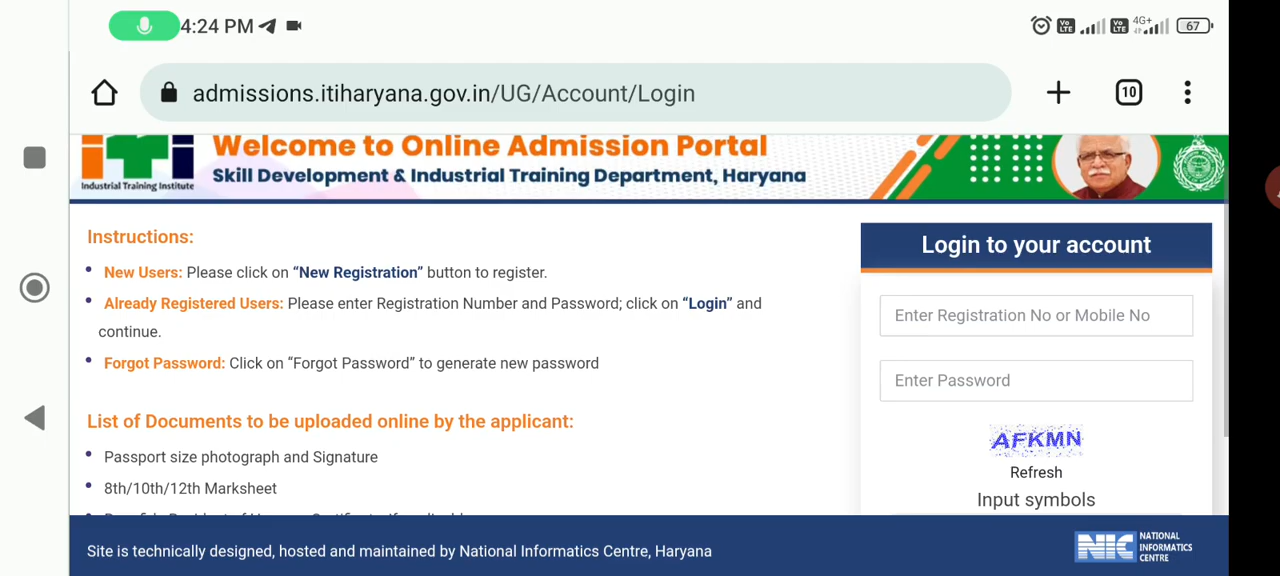 4:24 PM
4G+
67
admissions.itiharyana.gov.in/UG/Account/Login
10
iTi
Industrial Training Institute
Welcome to Online Admission Portal
Skill Development & Industrial Training Department, Haryana
Instructions:
New Users: Please click on “New Registration” button to register.
Already Registered Users: Please enter Registration Number and Password; click on “Login” and
continue.
Forgot Password: Click on “Forgot Password” to generate new password
List of Documents to be uploaded online by the applicant:
Passport size photograph and Signature
8th/10th/12th Marksheet
Login to your account
Enter Registration No or Mobile No
Enter Password
AFKMN
Refresh
Input symbols
Site is technically designed, hosted and maintained by National Informatics Centre, Haryana
NIC
NATIONAL
INFORMATICS
CENTRE